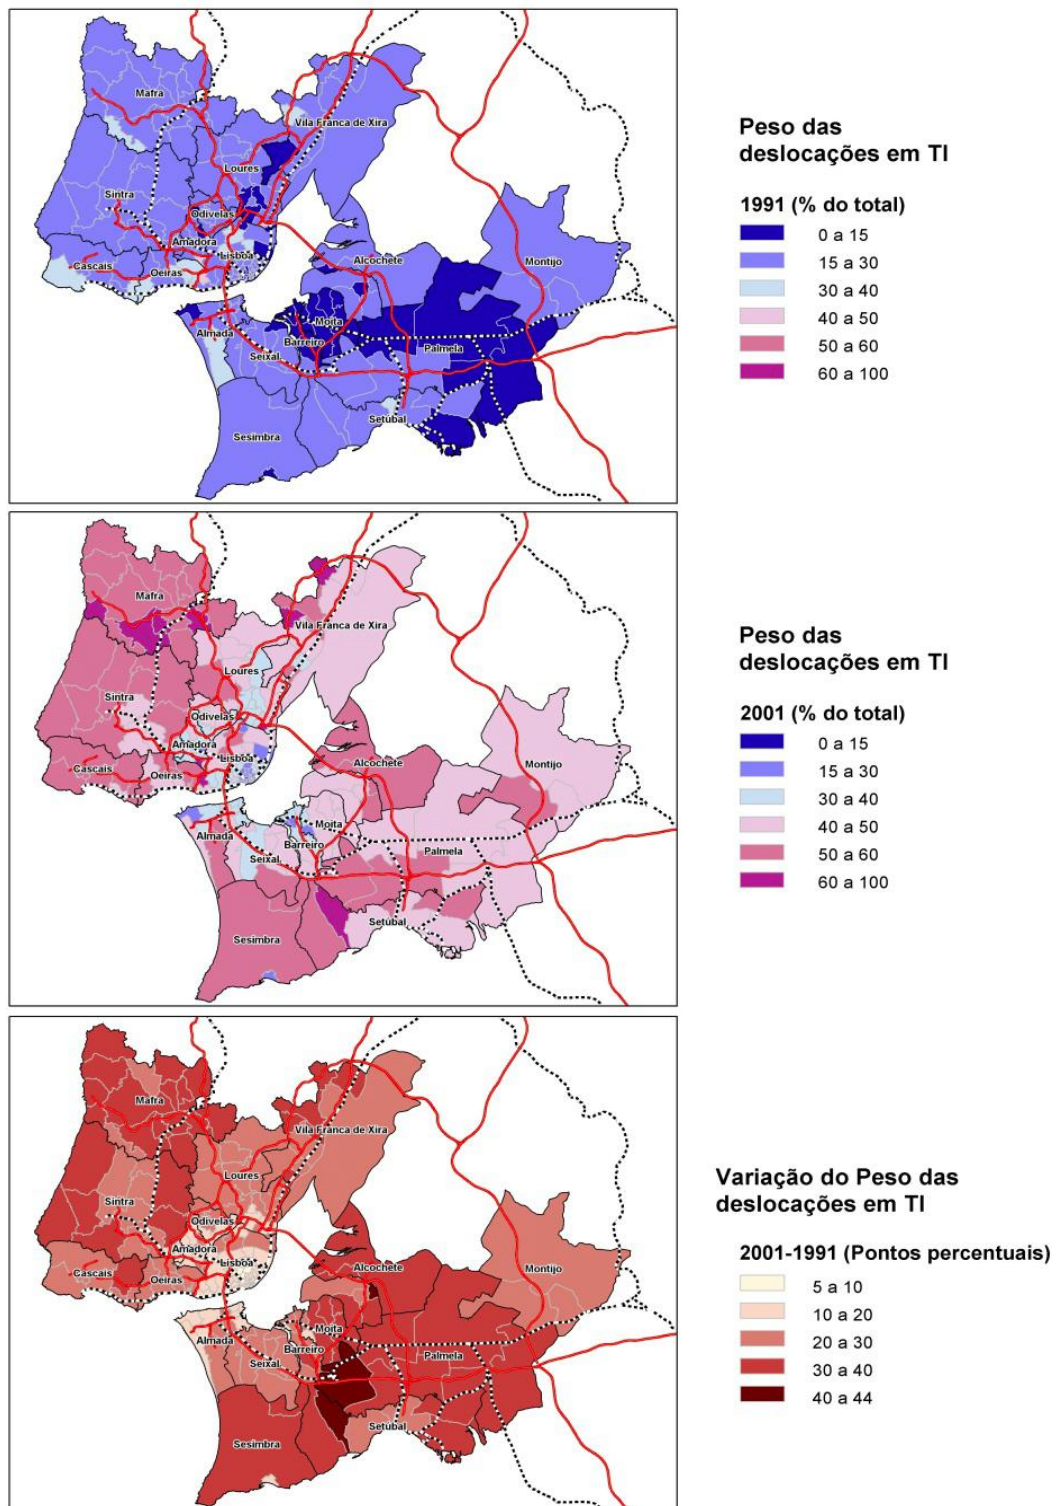 Mafra
Vila Franca de Xira
Loures
Sintra
Odivelas
Amadora
Lisboa
Cascais
Oeiras
Alcochete
Montijo
Almada
Moita
Barreiro
Seixal
Palmela
Setúbal
Sesimbra
Peso das
deslocações em TI
1991 (% do total)
0 a 15
15 a 30
30 a 40
40 a 50
50 a 60
60 a 100
Mafra
Vila Franca de Xira
Loures
Sintra
Odivelas
Amadora
Lisboa
Cascais
Oeiras
Alcochete
Montijo
Almada
Moita
Barreiro
Seixal
Palmela
Setúbal
Sesimbra
Peso das
deslocações em TI
2001 (% do total)
0 a 15
15 a 30
30 a 40
40 a 50
50 a 60
60 a 100
Mafra
Vila Franca de Xira
Loures
Sintra
Odivelas
Amadora
Lisboa
Cascais
Oeiras
Alcochete
Montijo
Almada
Moita
Barreiro
Seixal
Palmela
Setúbal
Sesimbra
Variação do Peso das
deslocações em TI
2001-1991 (Pontos percentuais)
5 a 10
10 a 20
20 a 30
30 a 40
40 a 44